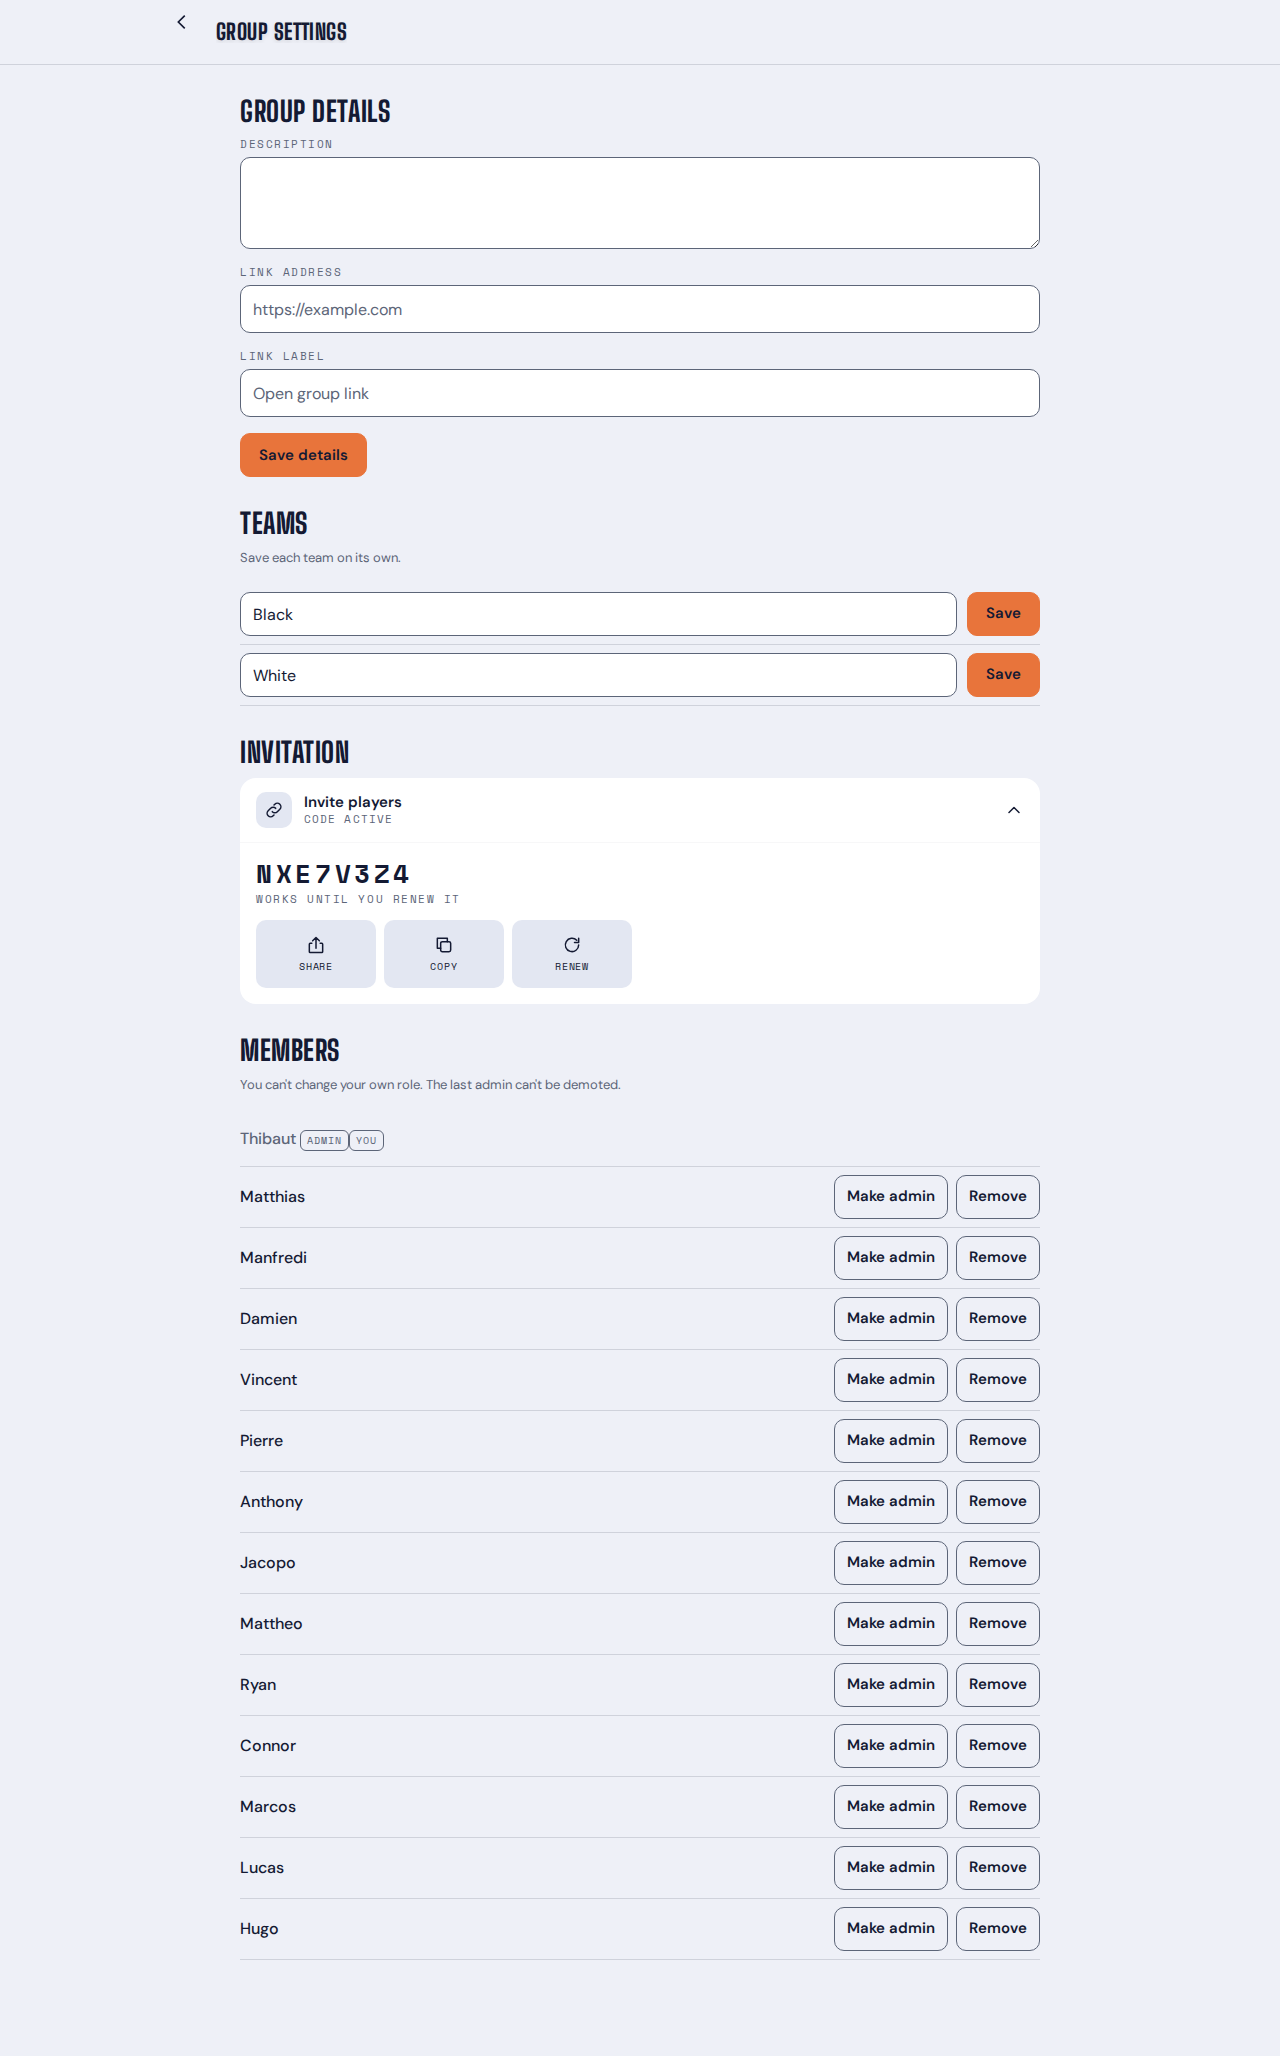 GROUP SETTINGS
GROUP DETAILS
DESCRIPTION
LINK ADDRESS
https://example.com
LINK LABEL
Open group link
Save details
TEAMS
Save each team on its own.
Black Save
White Save
INVITATION
Invite players
CODE ACTIVE
NXE7V3Z4
WORKS UNTIL YOU RENEW IT
SHARE COPY RENEW
MEMBERS
You can't change your own role. The last admin can't be demoted.
Thibaut ADMIN YOU
Matthias Make admin Remove
Manfredi Make admin Remove
Damien Make admin Remove
Vincent Make admin Remove
Pierre Make admin Remove
Anthony Make admin Remove
Jacopo Make admin Remove
Mattheo Make admin Remove
Ryan Make admin Remove
Connor Make admin Remove
Marcos Make admin Remove
Lucas Make admin Remove
Hugo Make admin Remove